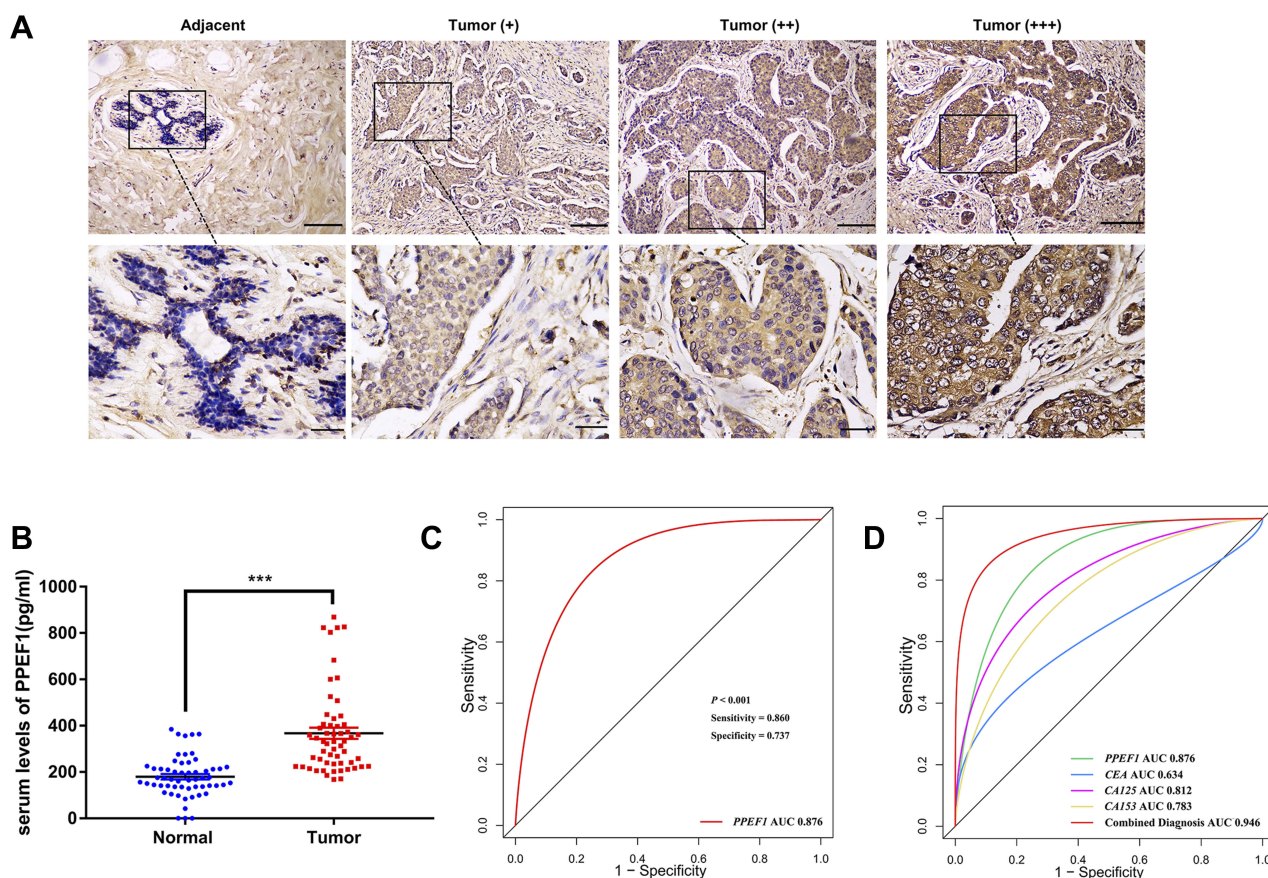 A
Adjacent
Tumor (+)
Tumor (++)
Tumor (+++)
B
serum levels of PPEF1(pg/ml)
1000
800
600
400
200
0
***
Normal
Tumor
C
Sensitivity
1.0
0.8
0.6
0.4
0.2
0.0
P < 0.001
Sensitivity = 0.860
Specificity = 0.737
PPEF1 AUC 0.876
0.0 0.2 0.4 0.6 0.8 1.0
1 − Specificity
D
Sensitivity
1.0
0.8
0.6
0.4
0.2
0.0
PPEF1 AUC 0.876
CEA AUC 0.634
CA125 AUC 0.812
CA153 AUC 0.783
Combined Diagnosis AUC 0.946
0.0 0.2 0.4 0.6 0.8 1.0
1 − Specificity